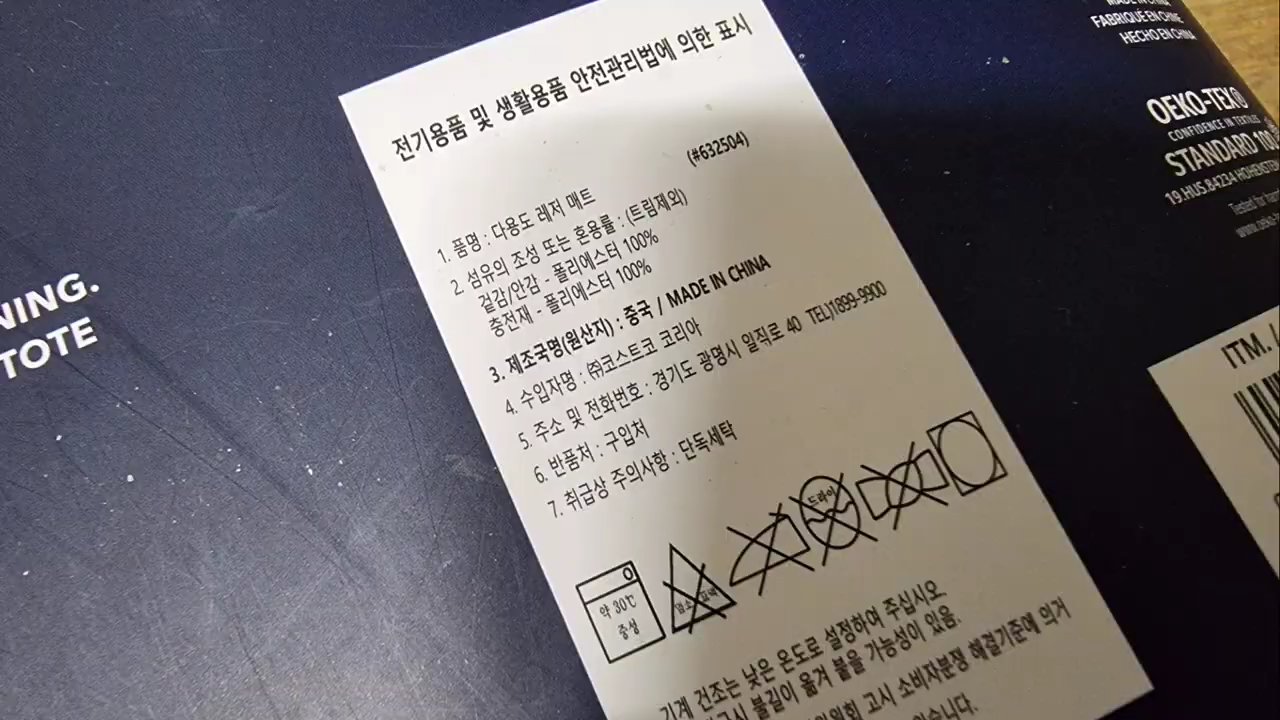 전기용품 및 생활용품 안전관리법에 의한 표시
(#632504)
1. 품명 : 다용도 레저 매트
2. 섬유의 조성 또는 혼용률 : (트림제외)
겉감/안감 - 폴리에스터 100%
충전재 - 폴리에스터 100%
3. 제조국명(원산지) : 중국 / MADE IN CHINA
4. 수입자명 : ㈜코스트코 코리아
5. 주소 및 전화번호 : 경기도 광명시 일직로 40 TEL)1899-9900
6. 반품처 : 구입처
7. 취급상 주의사항 : 단독세탁
약 30℃
중성
드라이
기계 건조는 낮은 온도로 설정하여 주십시오.
불길이 옮겨 붙을 가능성이 있음.
고시 소비자분쟁 해결기준에 의거
NING.
TOTE
MADE IN CHINA
FABRIQUÉ EN CHINE
HECHO EN CHINA
OEKO-TEX®
CONFIDENCE IN TEXTILES
STANDARD 100
19.HUS.84234 HOHENSTEIN
Tested for
ITM. /